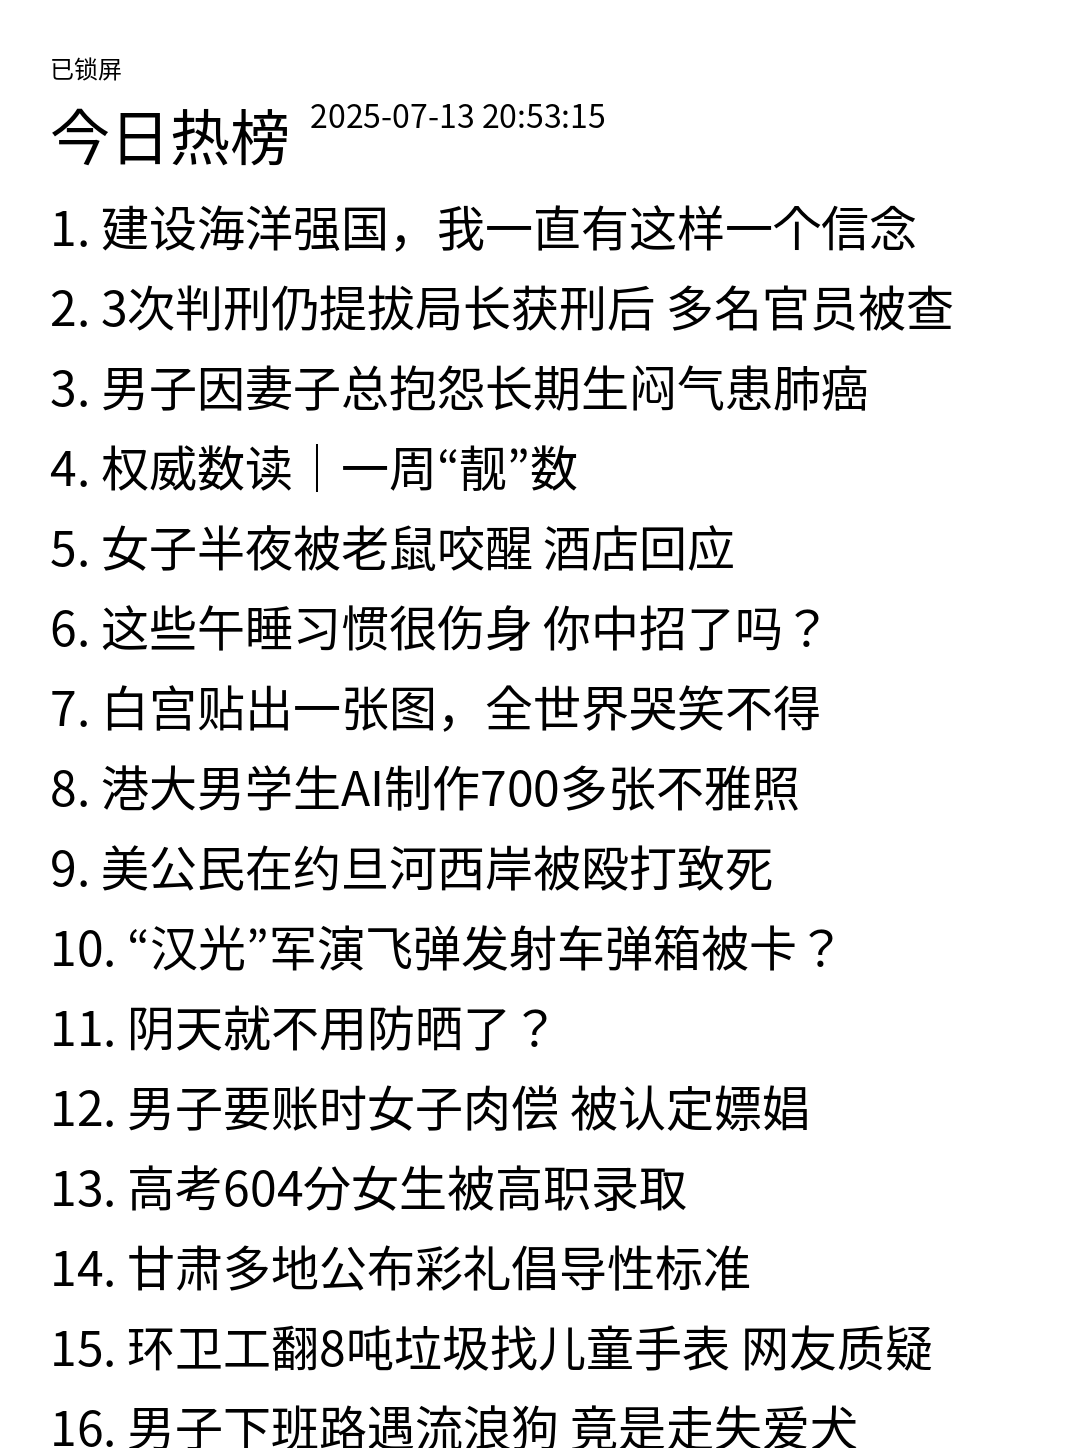 已锁屏
今日热榜 2025-07-13 20:53:15
1. 建设海洋强国，我一直有这样一个信念
2. 3次判刑仍提拔局长获刑后 多名官员被查
3. 男子因妻子总抱怨长期生闷气患肺癌
4. 权威数读｜一周“靓”数
5. 女子半夜被老鼠咬醒 酒店回应
6. 这些午睡习惯很伤身 你中招了吗？
7. 白宫贴出一张图，全世界哭笑不得
8. 港大男学生AI制作700多张不雅照
9. 美公民在约旦河西岸被殴打致死
10. “汉光”军演飞弹发射车弹箱被卡？
11. 阴天就不用防晒了？
12. 男子要账时女子肉偿 被认定嫖娼
13. 高考604分女生被高职录取
14. 甘肃多地公布彩礼倡导性标准
15. 环卫工翻8吨垃圾找儿童手表 网友质疑
16. 男子下班路遇流浪狗 竟是走失爱犬